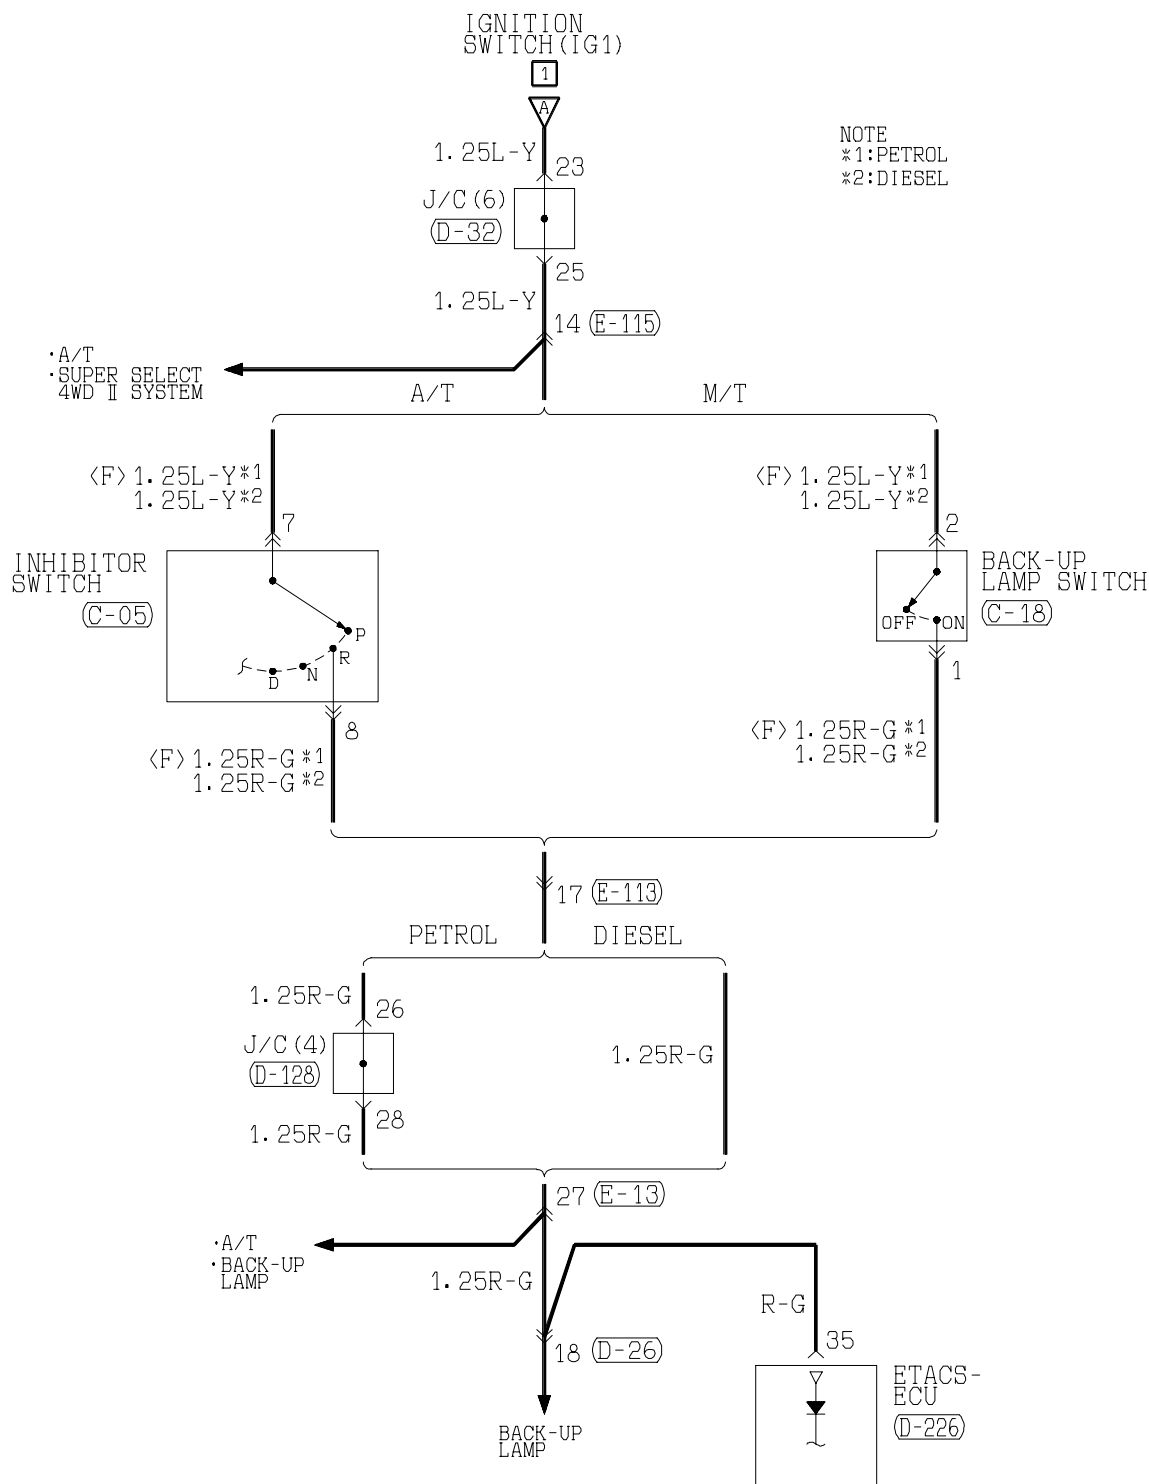 IGNITION
SWITCH(IG1)
1
A
NOTE
*1:PETROL
*2:DIESEL
1.25L-Y
23
J/C(6)
D-32
25
1.25L-Y
14 E-115
·A/T
·SUPER SELECT
4WD II SYSTEM
A/T
M/T
<F>1.25L-Y*1
1.25L-Y*2
7
<F>1.25L-Y*1
1.25L-Y*2
2
INHIBITOR
SWITCH
C-05
P
R
N
D
8
BACK-UP
LAMP SWITCH
C-18
OFF
ON
1
<F>1.25R-G*1
1.25R-G*2
<F>1.25R-G*1
1.25R-G*2
17 E-113
PETROL
DIESEL
1.25R-G
26
J/C(4)
D-128
28
1.25R-G
1.25R-G
27 E-13
·A/T
·BACK-UP
LAMP
1.25R-G
R-G
35
18 D-26
ETACS-
ECU
D-226
BACK-UP
LAMP